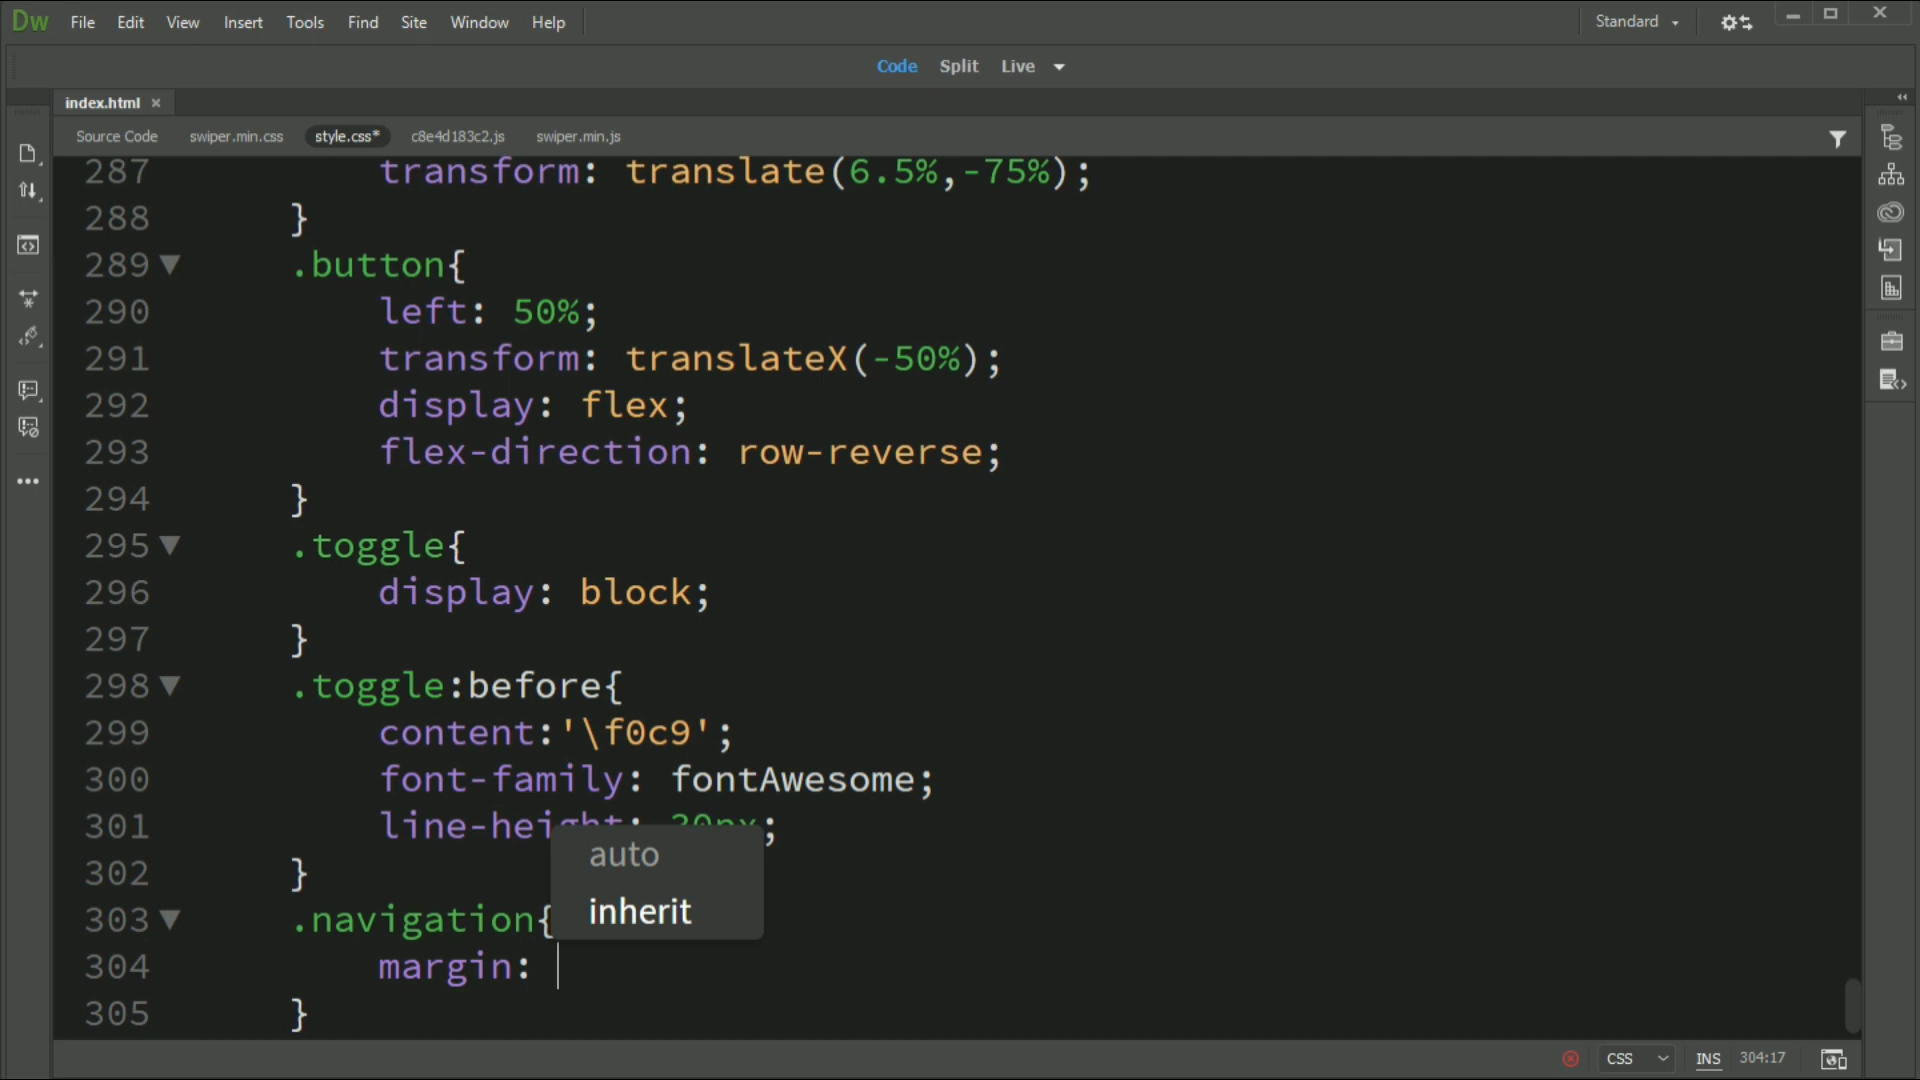 Dw File Edit View Insert Tools Find Site Window Help Standard
Code Split Live
index.html ×
Source Code swiper.min.css style.css* c8e4d183c2.js swiper.min.js
287 transform: translate(6.5%,-75%);
288 }
289 .button{
290 left: 50%;
291 transform: translateX(-50%);
292 display: flex;
293 flex-direction: row-reverse;
294 }
295 .toggle{
296 display: block;
297 }
298 .toggle:before{
299 content:'\f0c9';
300 font-family: fontAwesome;
301 line-height: 30px;
auto
302 }
inherit
303 .navigation{
304 margin:
305 }
CSS INS 304:17